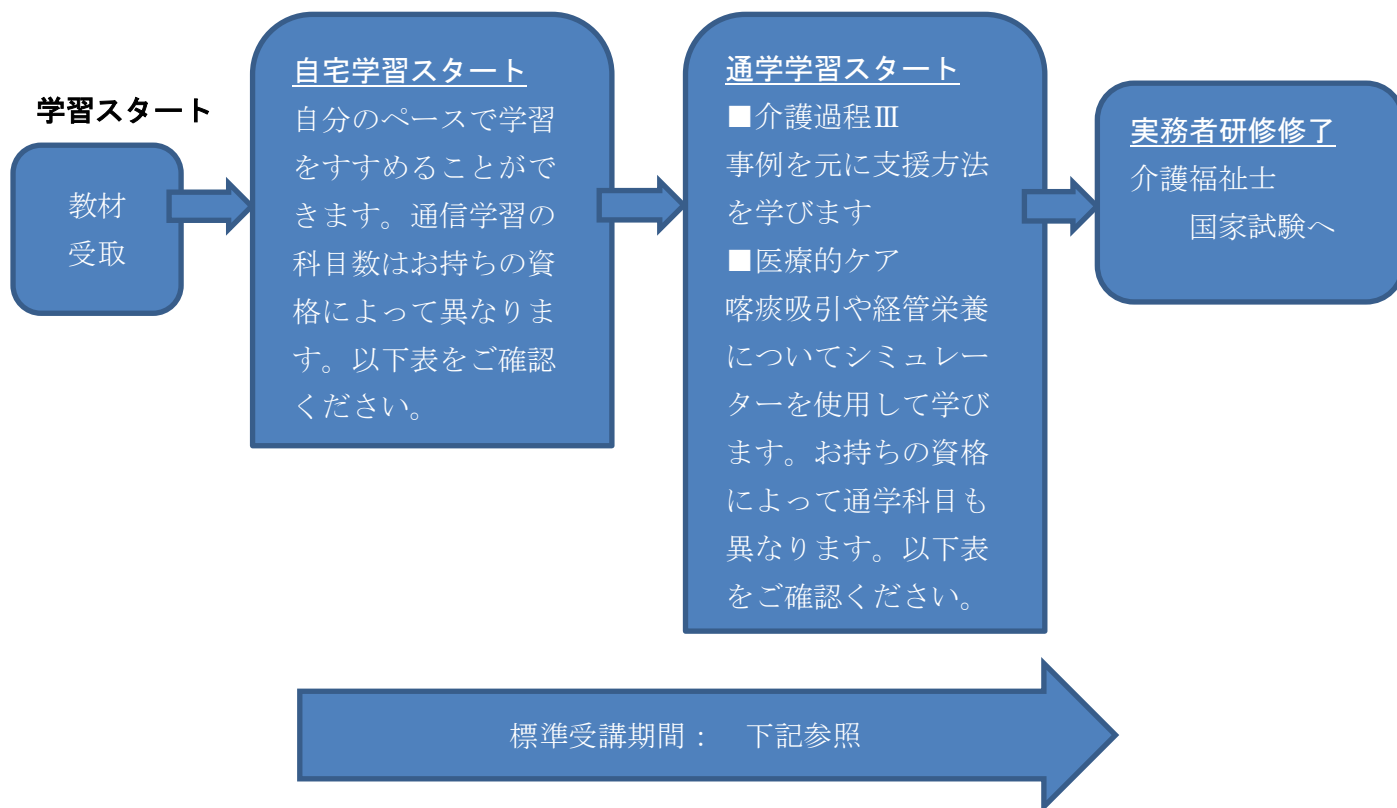 学習スタート
教材
受取
自宅学習スタート
自分のペースで学習
をすすめることがで
きます。通信学習の
科目数はお持ちの資
格によって異なりま
す。以下表をご確認
ください。
通学学習スタート
■介護過程Ⅲ
事例を元に支援方法
を学びます
■医療的ケア
喀痰吸引や経管栄養
についてシミュレー
ターを使用して学び
ます。お持ちの資格
によって通学科目も
異なります。以下表
をご確認ください。
実務者研修修了
介護福祉士
国家試験へ
標準受講期間：　下記参照